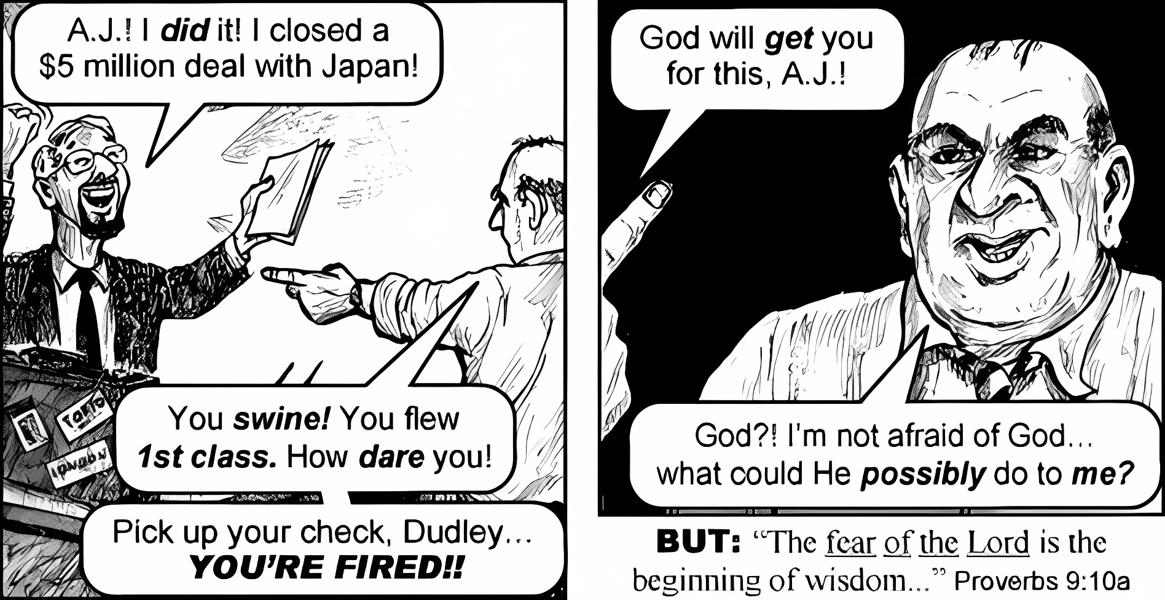 A.J.! I did it! I closed a
$5 million deal with Japan!
You swine! You flew
1st class. How dare you!
TOKYO
LONDON
Pick up your check, Dudley...
YOU'RE FIRED!!
God will get you
for this, A.J.!
God?! I'm not afraid of God...
what could He possibly do to me?
BUT: “The fear of the Lord is the
beginning of wisdom...” Proverbs 9:10a